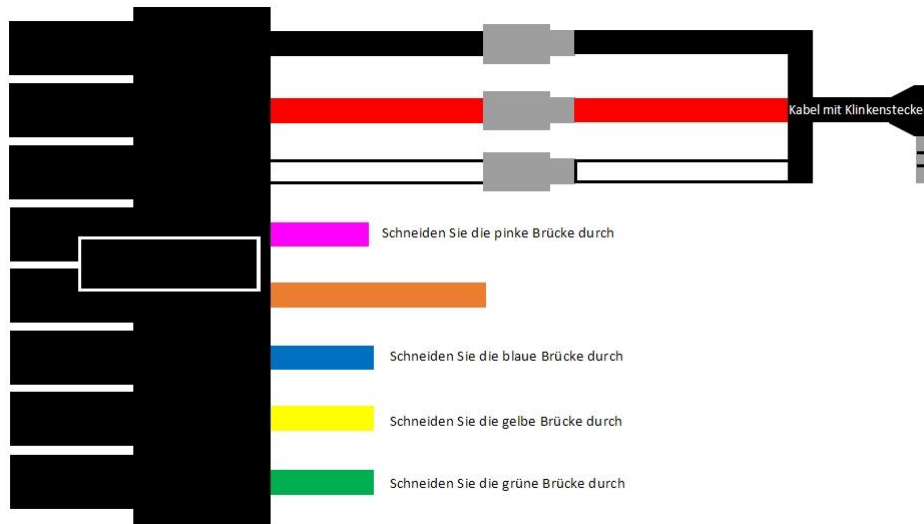 Kabel mit Klinkenstecke
Schneiden Sie die pinke Brücke durch
Schneiden Sie die blaue Brücke durch
Schneiden Sie die gelbe Brücke durch
Schneiden Sie die grüne Brücke durch